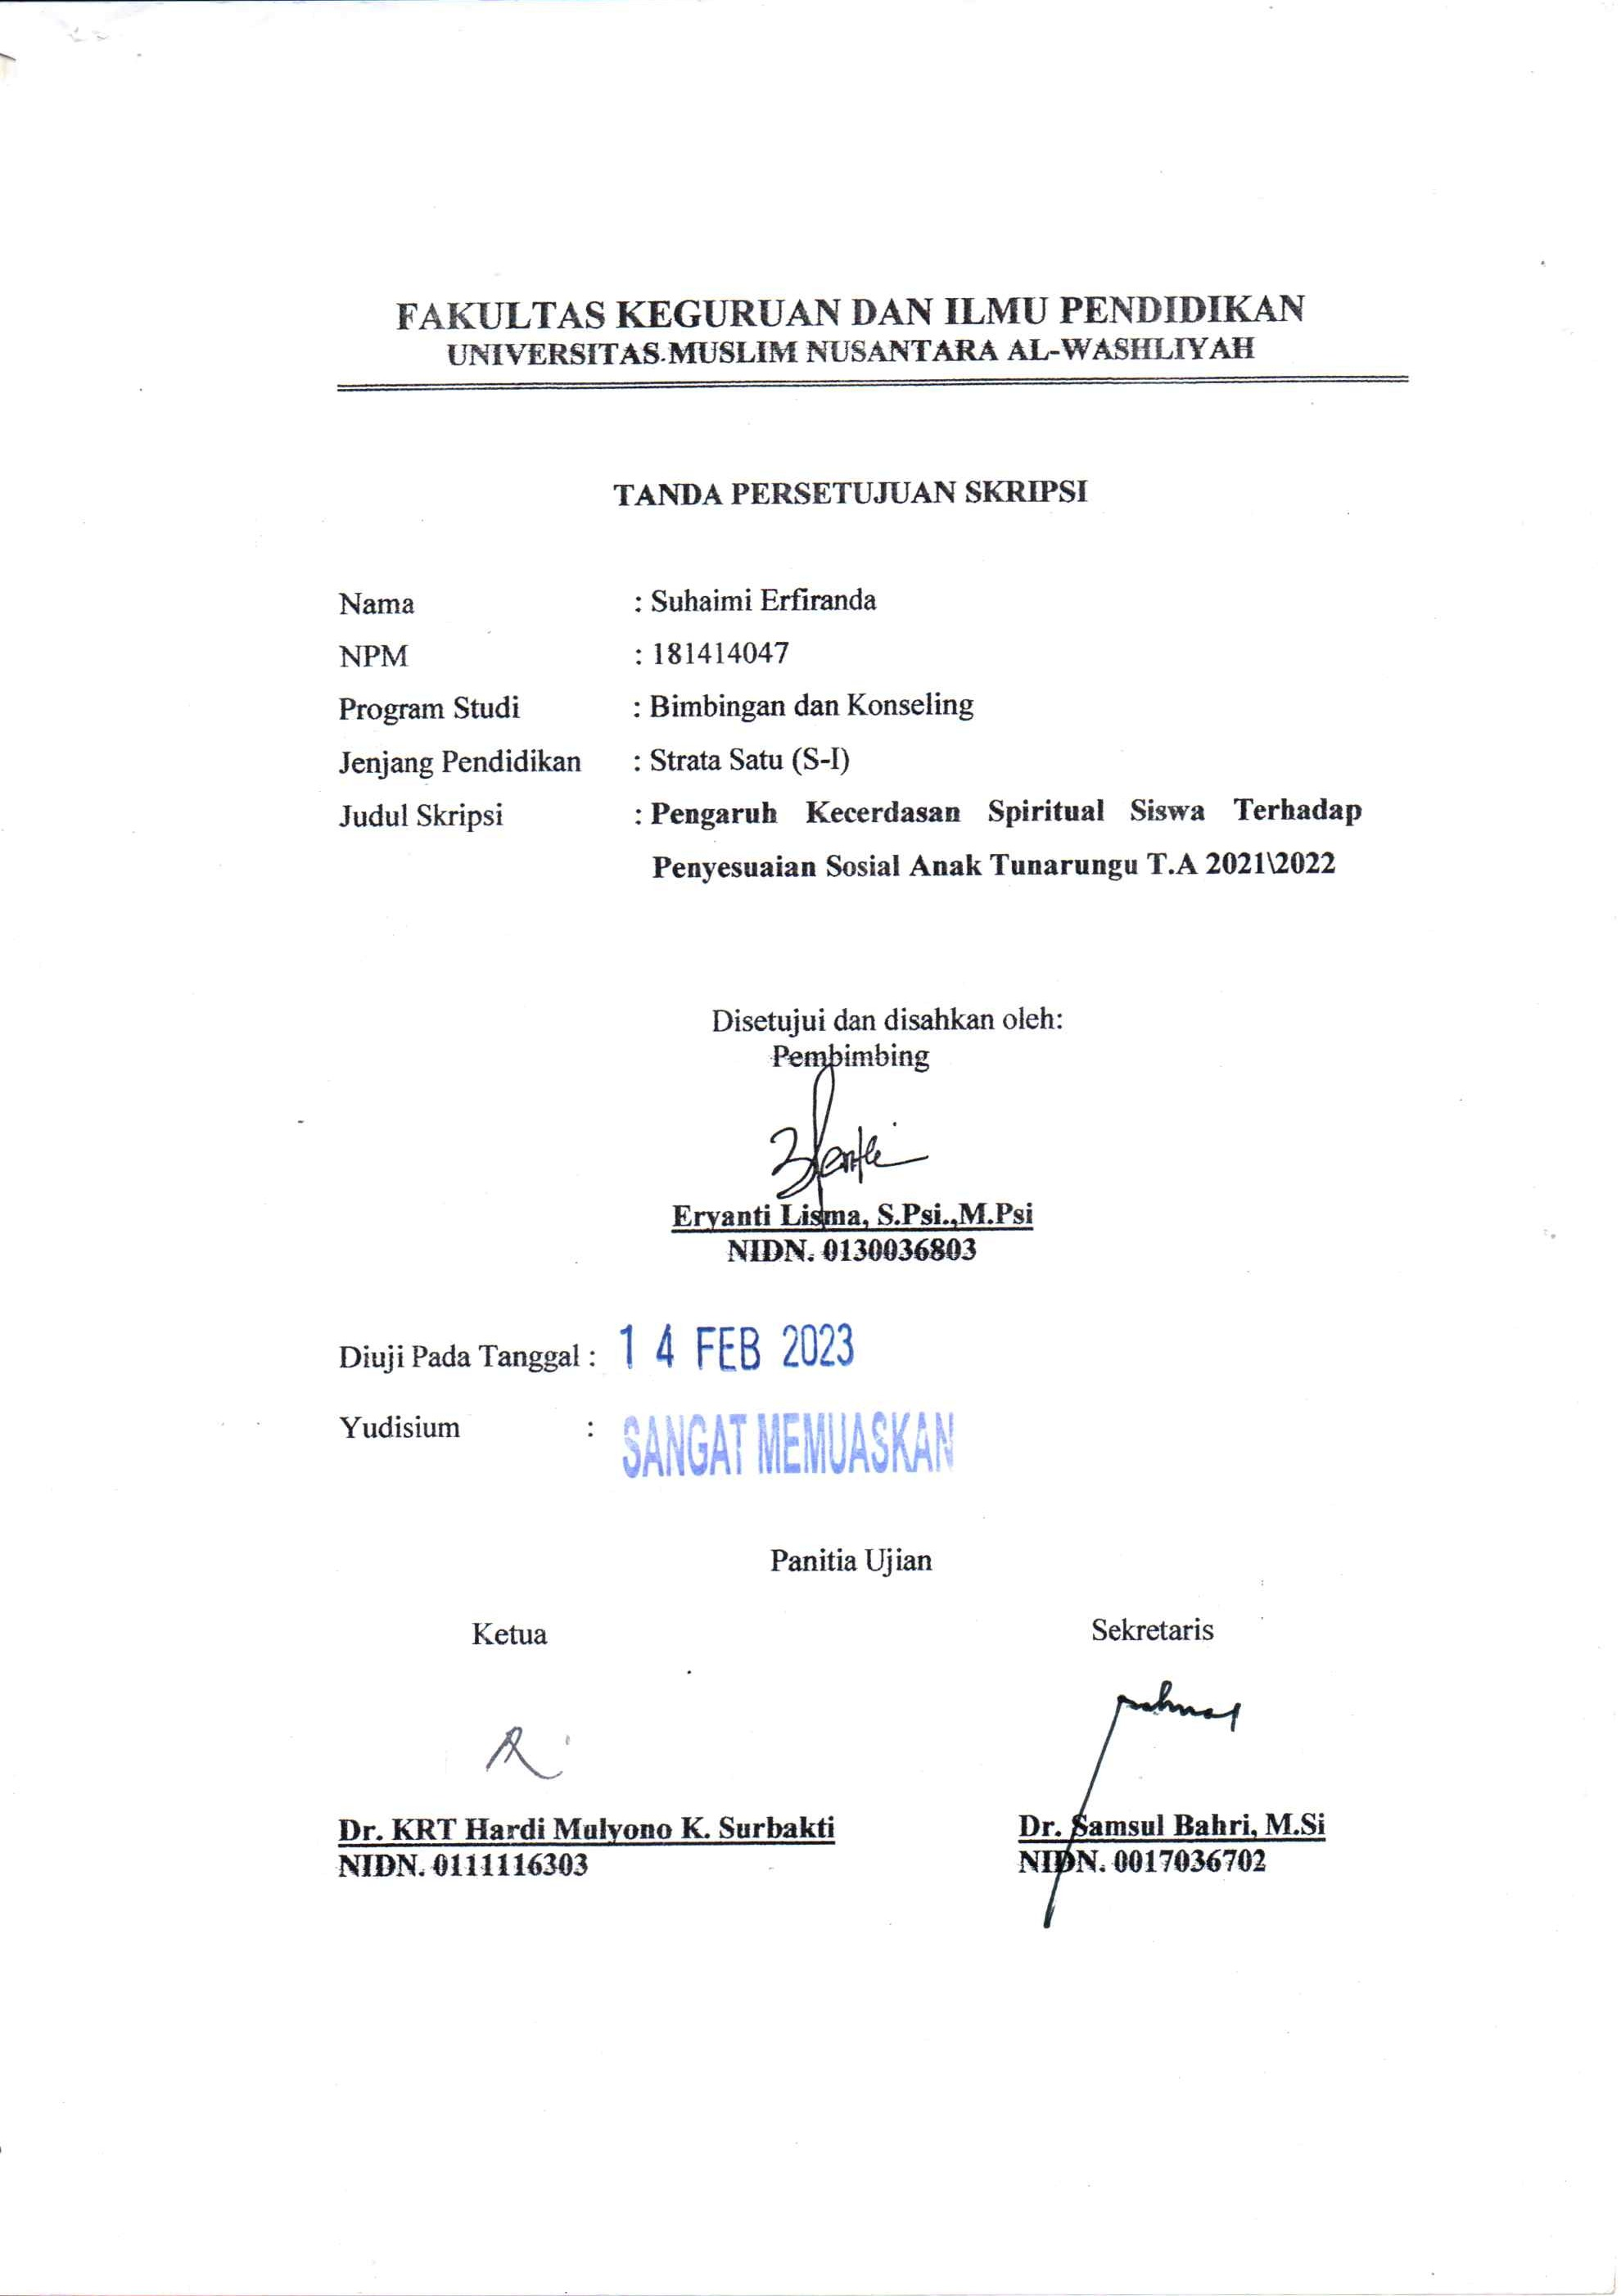 FAKULTAS KEGURUAN DAN ILMU PENDIDIKAN
UNIVERSITAS MUSLIM NUSANTARA AL-WASHLIYAH
TANDA PERSETUJUAN SKRIPSI
Nama : Suhaimi Erfiranda
NPM : 181414047
Program Studi : Bimbingan dan Konseling
Jenjang Pendidikan : Strata Satu (S-I)
Judul Skripsi : Pengaruh Kecerdasan Spiritual Siswa Terhadap
Penyesuaian Sosial Anak Tunarungu T.A 2021\2022
Disetujui dan disahkan oleh:
Pembimbing
Eryanti Lisma, S.Psi.,M.Psi
NIDN. 0130036803
Diuji Pada Tanggal : 14 FEB 2023
Yudisium : SANGAT MEMUASKAN
Panitia Ujian
Ketua Sekretaris
Dr. KRT Hardi Mulyono K. Surbakti Dr. Samsul Bahri, M.Si
NIDN. 0111116303 NIDN. 0017036702